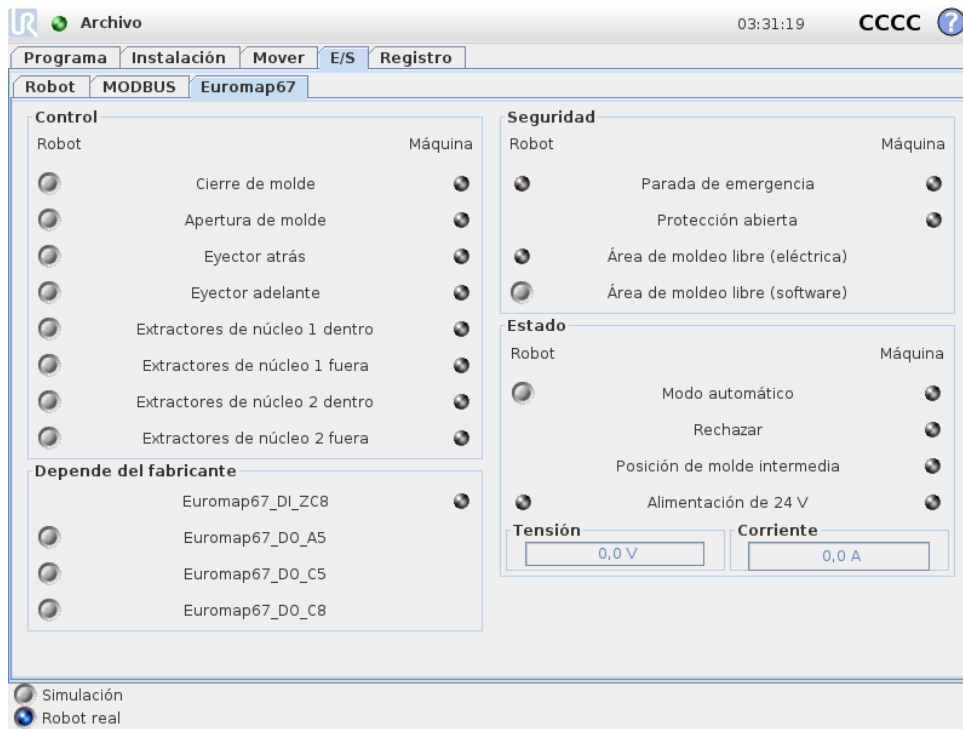 UR Archivo 03:31:19 CCCC ?
Programa Instalación Mover E/S Registro
Robot MODBUS Euromap67
Control
Robot Máquina
Cierre de molde
Apertura de molde
Eyector atrás
Eyector adelante
Extractores de núcleo 1 dentro
Extractores de núcleo 1 fuera
Extractores de núcleo 2 dentro
Extractores de núcleo 2 fuera
Depende del fabricante
Euromap67_DI_ZC8
Euromap67_DO_A5
Euromap67_DO_C5
Euromap67_DO_C8
Seguridad
Robot Máquina
Parada de emergencia
Protección abierta
Área de moldeo libre (eléctrica)
Área de moldeo libre (software)
Estado
Robot Máquina
Modo automático
Rechazar
Posición de molde intermedia
Alimentación de 24 V
Tensión Corriente
0,0 V 0,0 A
Simulación
Robot real